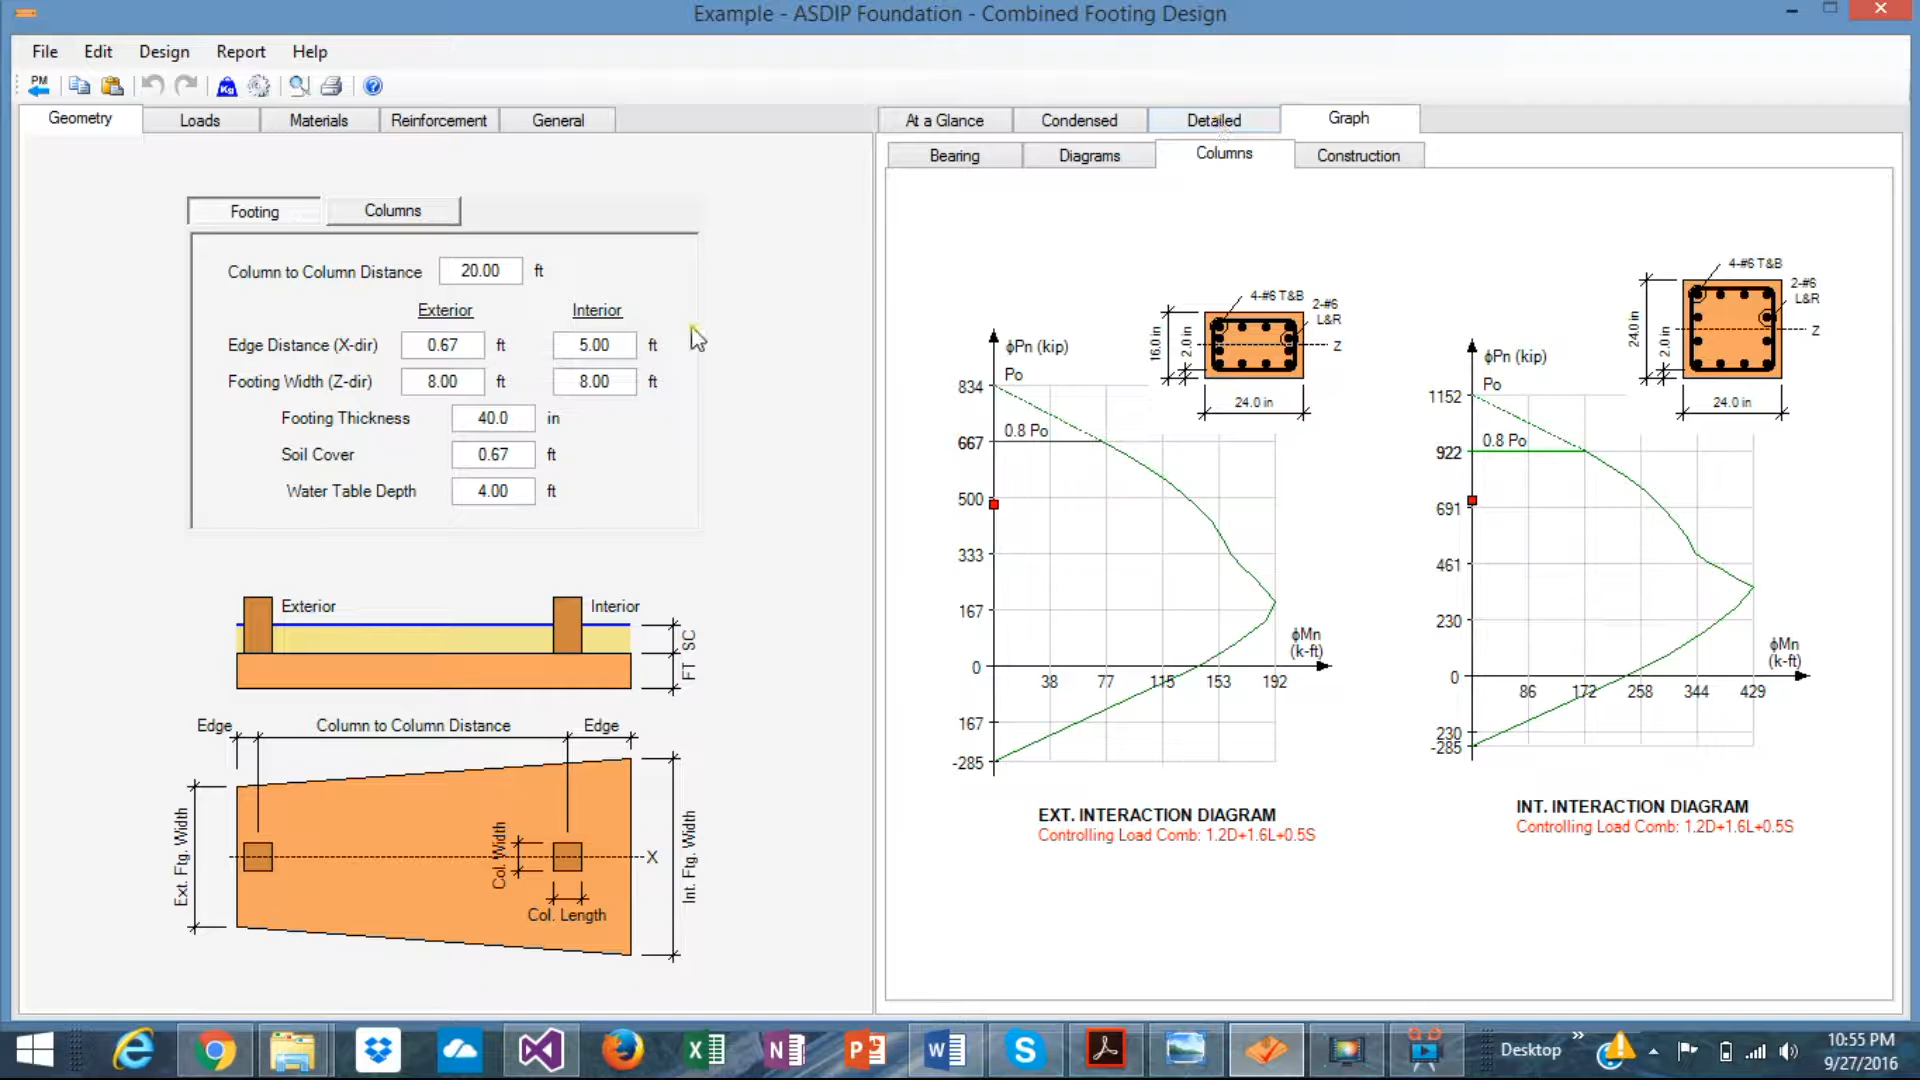 Example - ASDIP Foundation - Combined Footing Design
File Edit Design Report Help
PM Kg
Geometry Loads Materials Reinforcement General
At a Glance Condensed Detailed Graph
Bearing Diagrams Columns Construction
Footing Columns
Column to Column Distance 20.00 ft
Exterior Interior
Edge Distance (X-dir) 0.67 ft 5.00 ft
Footing Width (Z-dir) 8.00 ft 8.00 ft
Footing Thickness 40.0 in
Soil Cover 0.67 ft
Water Table Depth 4.00 ft
Exterior Interior
SC
FT
Edge Column to Column Distance Edge
Ext. Ftg. Width
Col. Width
Int. Ftg. Width
X
Col. Length
4-#6 T&B
2-#6
L&R
16.0 in
2.0 in
Z
24.0 in
ϕPn (kip)
Po
834
0.8 Po
667
500
333
167
0
38 77 115 153 192
ϕMn
(k-ft)
167
-285
EXT. INTERACTION DIAGRAM
Controlling Load Comb: 1.2D+1.6L+0.5S
4-#6 T&B
2-#6
L&R
24.0 in
2.0 in
Z
24.0 in
ϕPn (kip)
Po
1152
0.8 Po
922
691
461
230
0
86 172 258 344 429
ϕMn
(k-ft)
230
-285
INT. INTERACTION DIAGRAM
Controlling Load Comb: 1.2D+1.6L+0.5S
Desktop
10:55 PM
9/27/2016